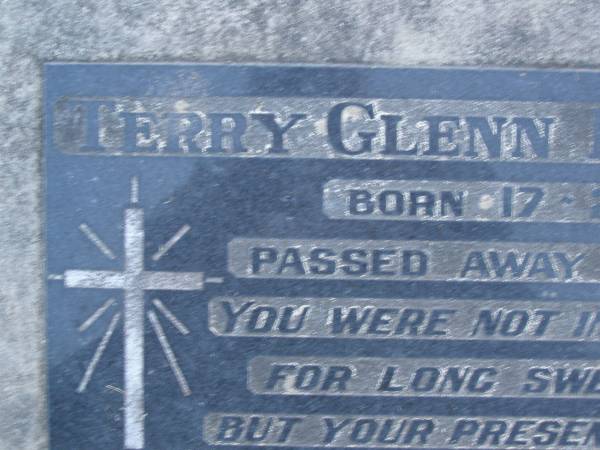 TERRY GLENN
BORN 17 ·
PASSED AWAY
YOU WERE NOT
FOR LONG
BUT YOUR